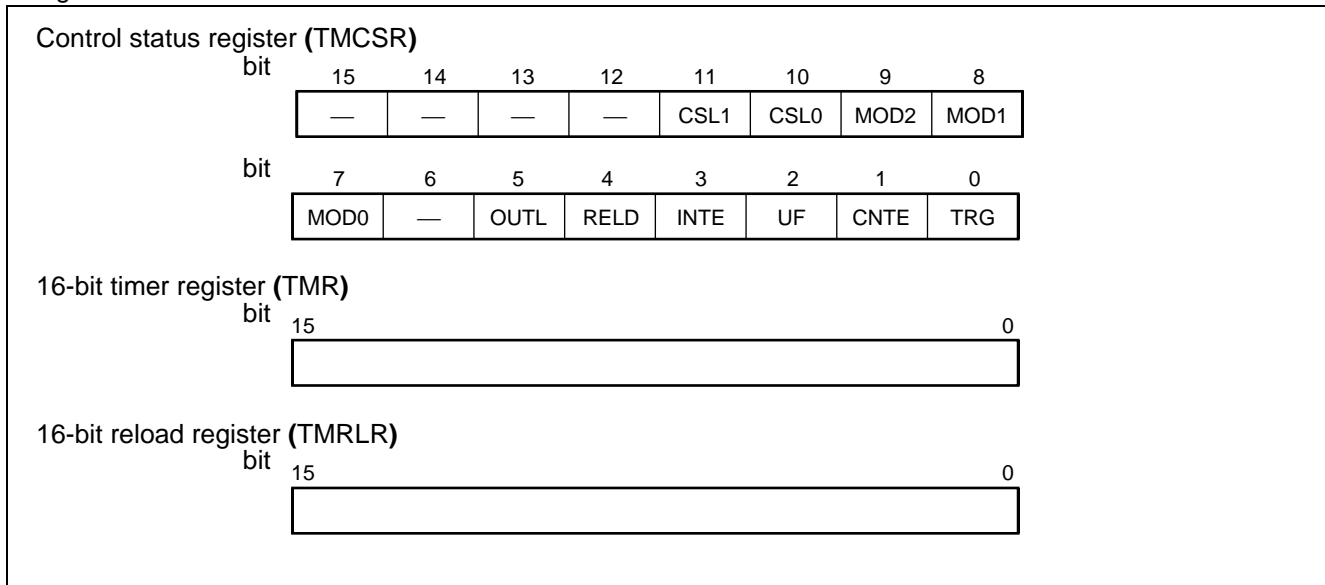 Control status register (TMCSR)
bit 15 14 13 12 11 10 9 8
— — — — CSL1 CSL0 MOD2 MOD1
bit 7 6 5 4 3 2 1 0
MOD0 — OUTL RELD INTE UF CNTE TRG
16-bit timer register (TMR)
bit 15 0
16-bit reload register (TMRLR)
bit 15 0